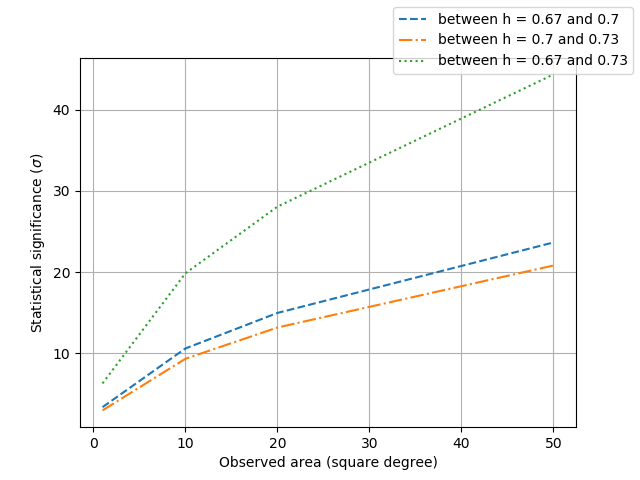 between h = 0.67 and 0.7
between h = 0.7 and 0.73
between h = 0.67 and 0.73
40
30
20
10
Statistical significance (σ)
0 10 20 30 40 50
Observed area (square degree)